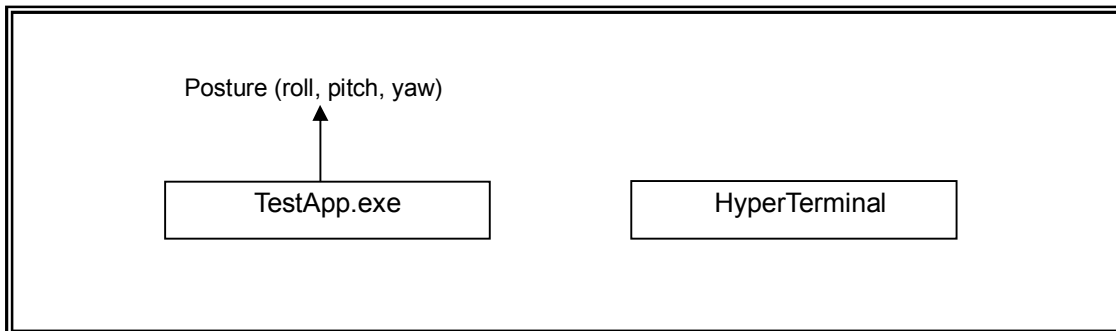 Posture (roll, pitch, yaw)
TestApp.exe
HyperTerminal